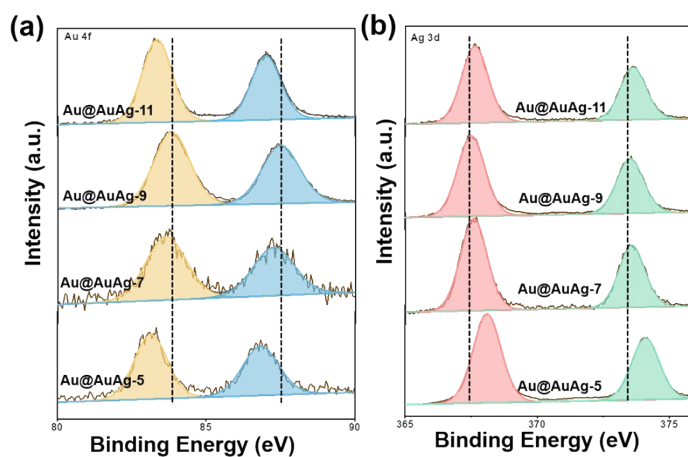 (a)
Au 4f
Au@AuAg-11
Au@AuAg-9
Au@AuAg-7
Au@AuAg-5
Intensity (a.u.)
80 85 90
Binding Energy (eV)
(b)
Ag 3d
Au@AuAg-11
Au@AuAg-9
Au@AuAg-7
Au@AuAg-5
Intensity (a.u.)
365 370 375
Binding Energy (eV)